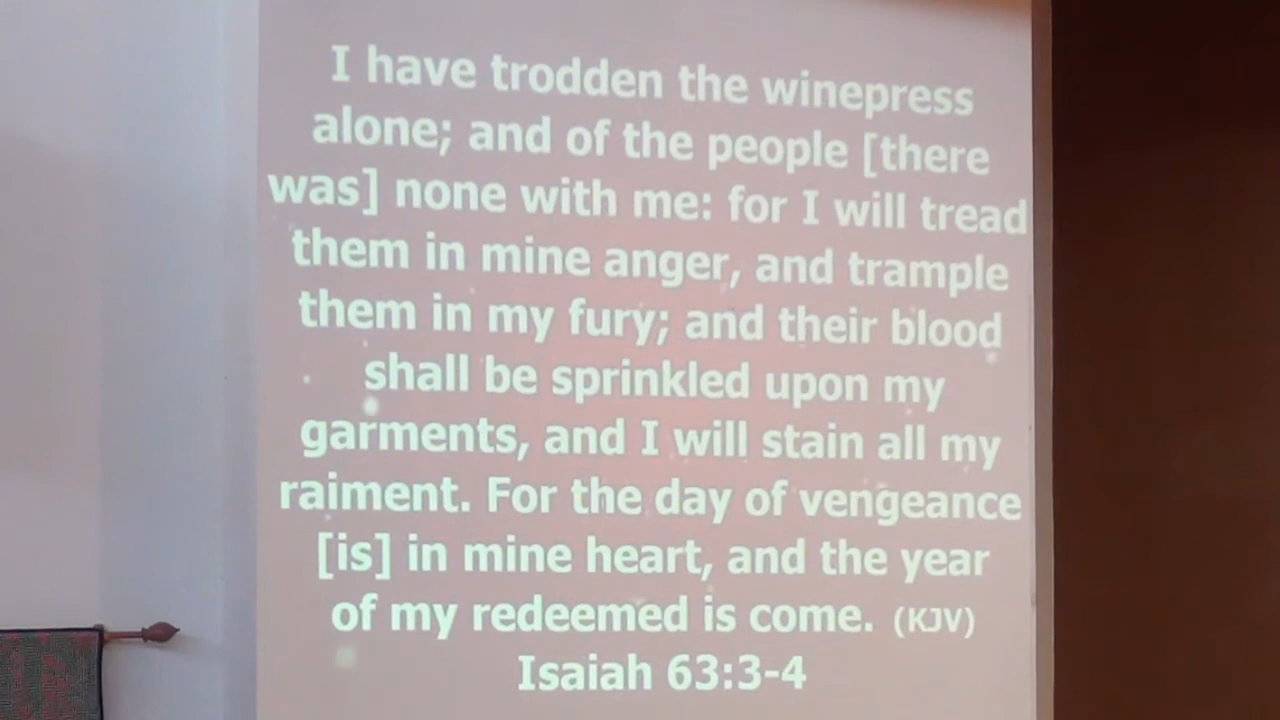 I have trodden the winepress
alone; and of the people [there
was] none with me: for I will tread
them in mine anger, and trample
them in my fury; and their blood
shall be sprinkled upon my
garments, and I will stain all my
raiment. For the day of vengeance
[is] in mine heart, and the year
of my redeemed is come. (KJV)
Isaiah 63:3-4